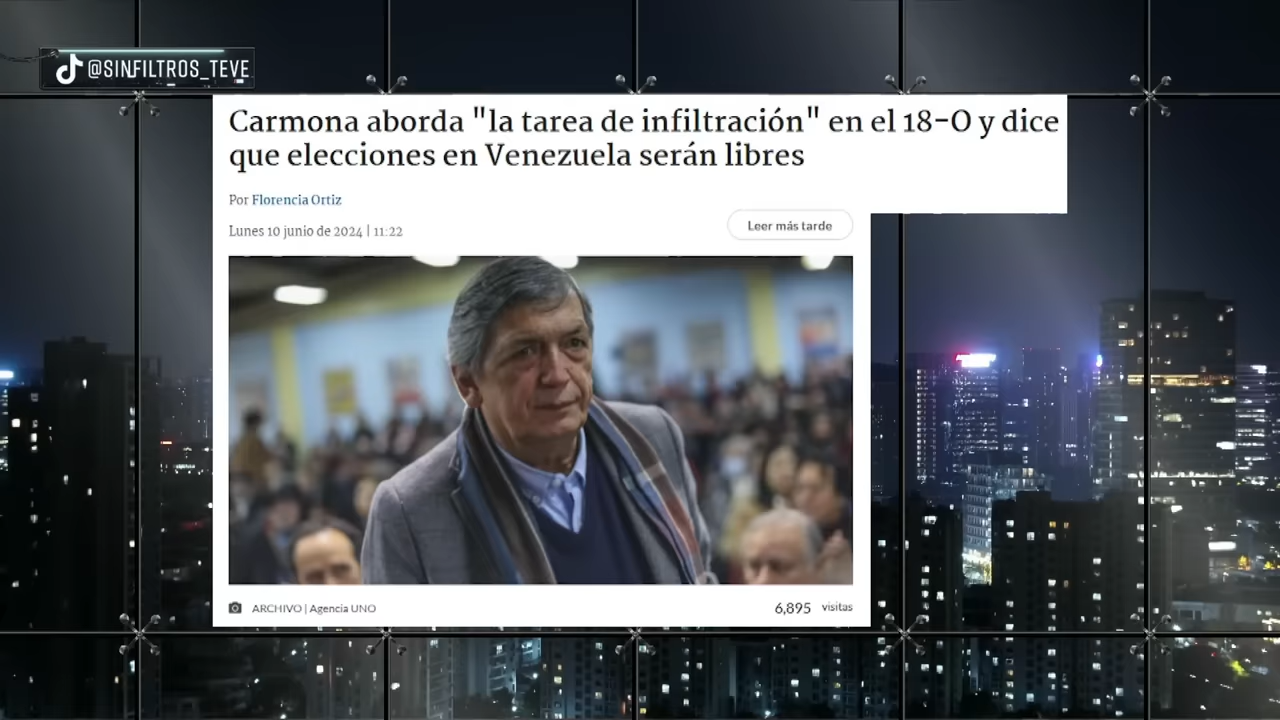 @SINFILTROS_TEVE
Carmona aborda "la tarea de infiltración" en el 18-O y dice
que elecciones en Venezuela serán libres
Por Florencia Ortiz
Lunes 10 junio de 2024 | 11:22
Leer más tarde
ARCHIVO | Agencia UNO
6,895 visitas